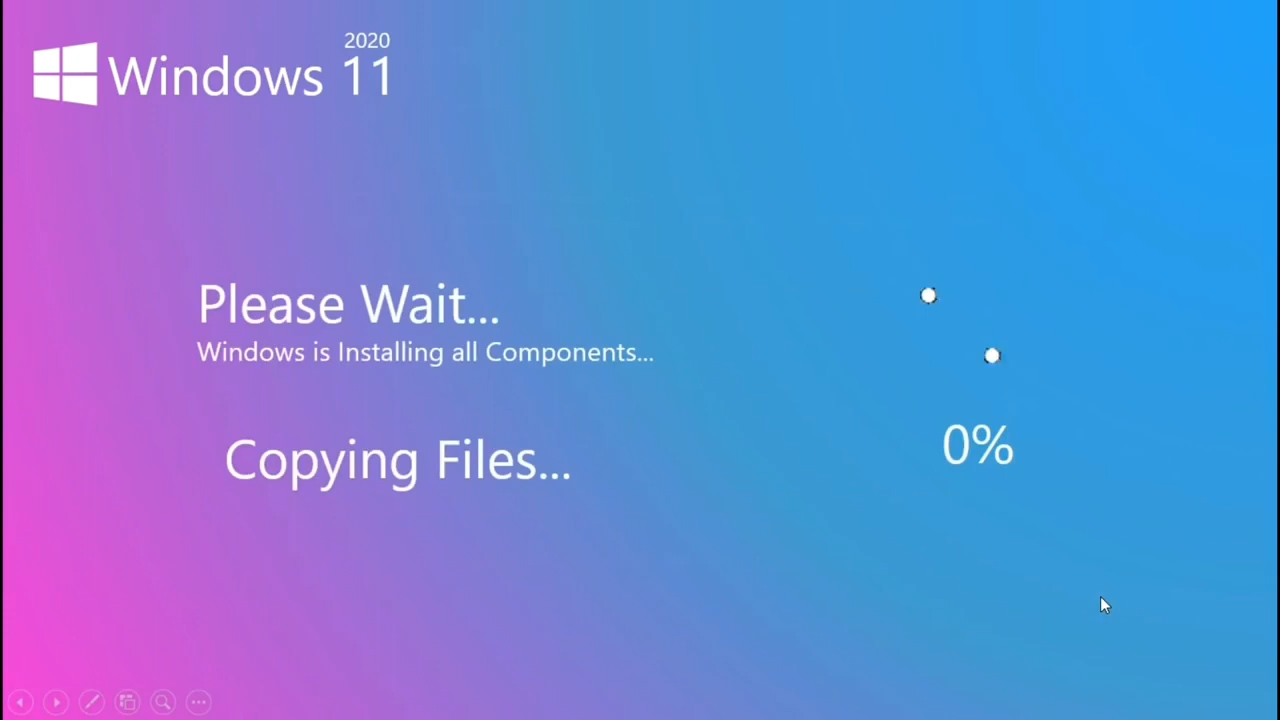 2020
Windows 11
Please Wait...
Windows is Installing all Components...
Copying Files...
0%